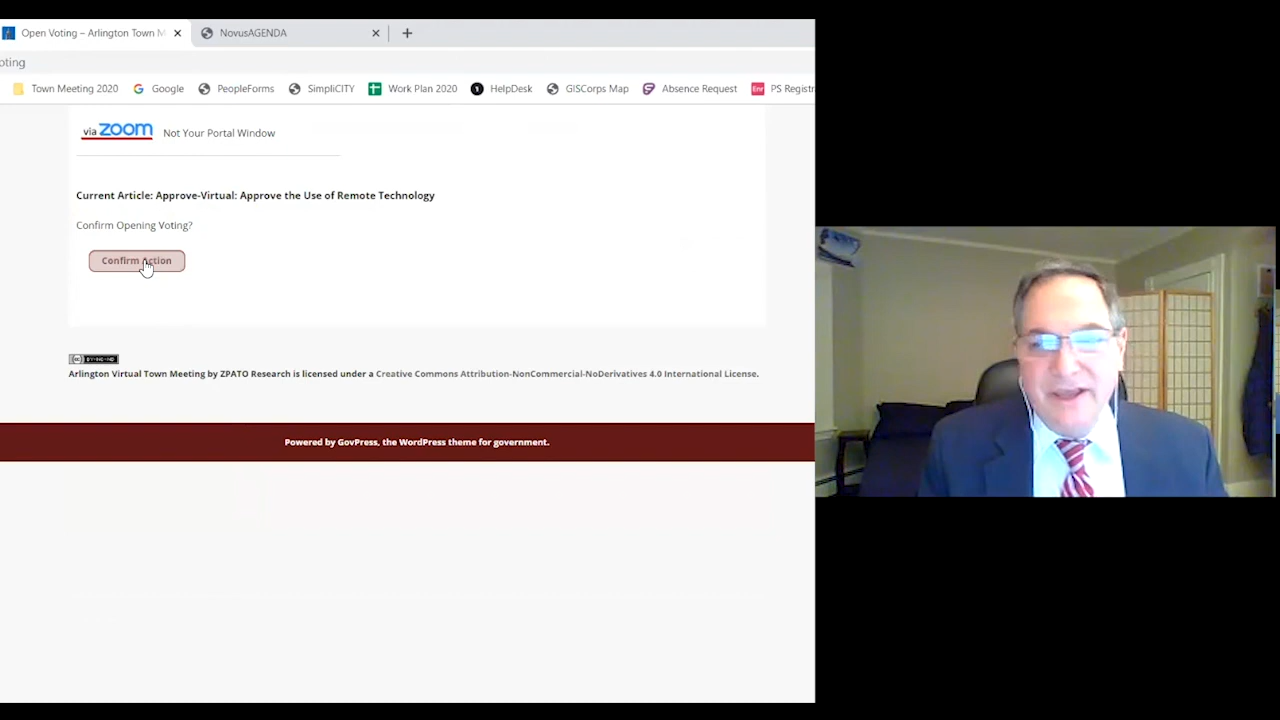 Open Voting – Arlington Town M
NovusAGENDA
oting
Town Meeting 2020
Google
PeopleForms
SimpliCITY
Work Plan 2020
HelpDesk
GISCorps Map
Absence Request
Enr
PS Registr
via zoom Not Your Portal Window
Current Article: Approve-Virtual: Approve the Use of Remote Technology
Confirm Opening Voting?
Confirm Action
Arlington Virtual Town Meeting by ZPATO Research is licensed under a Creative Commons Attribution-NonCommercial-NoDerivatives 4.0 International License.
Powered by GovPress, the WordPress theme for government.